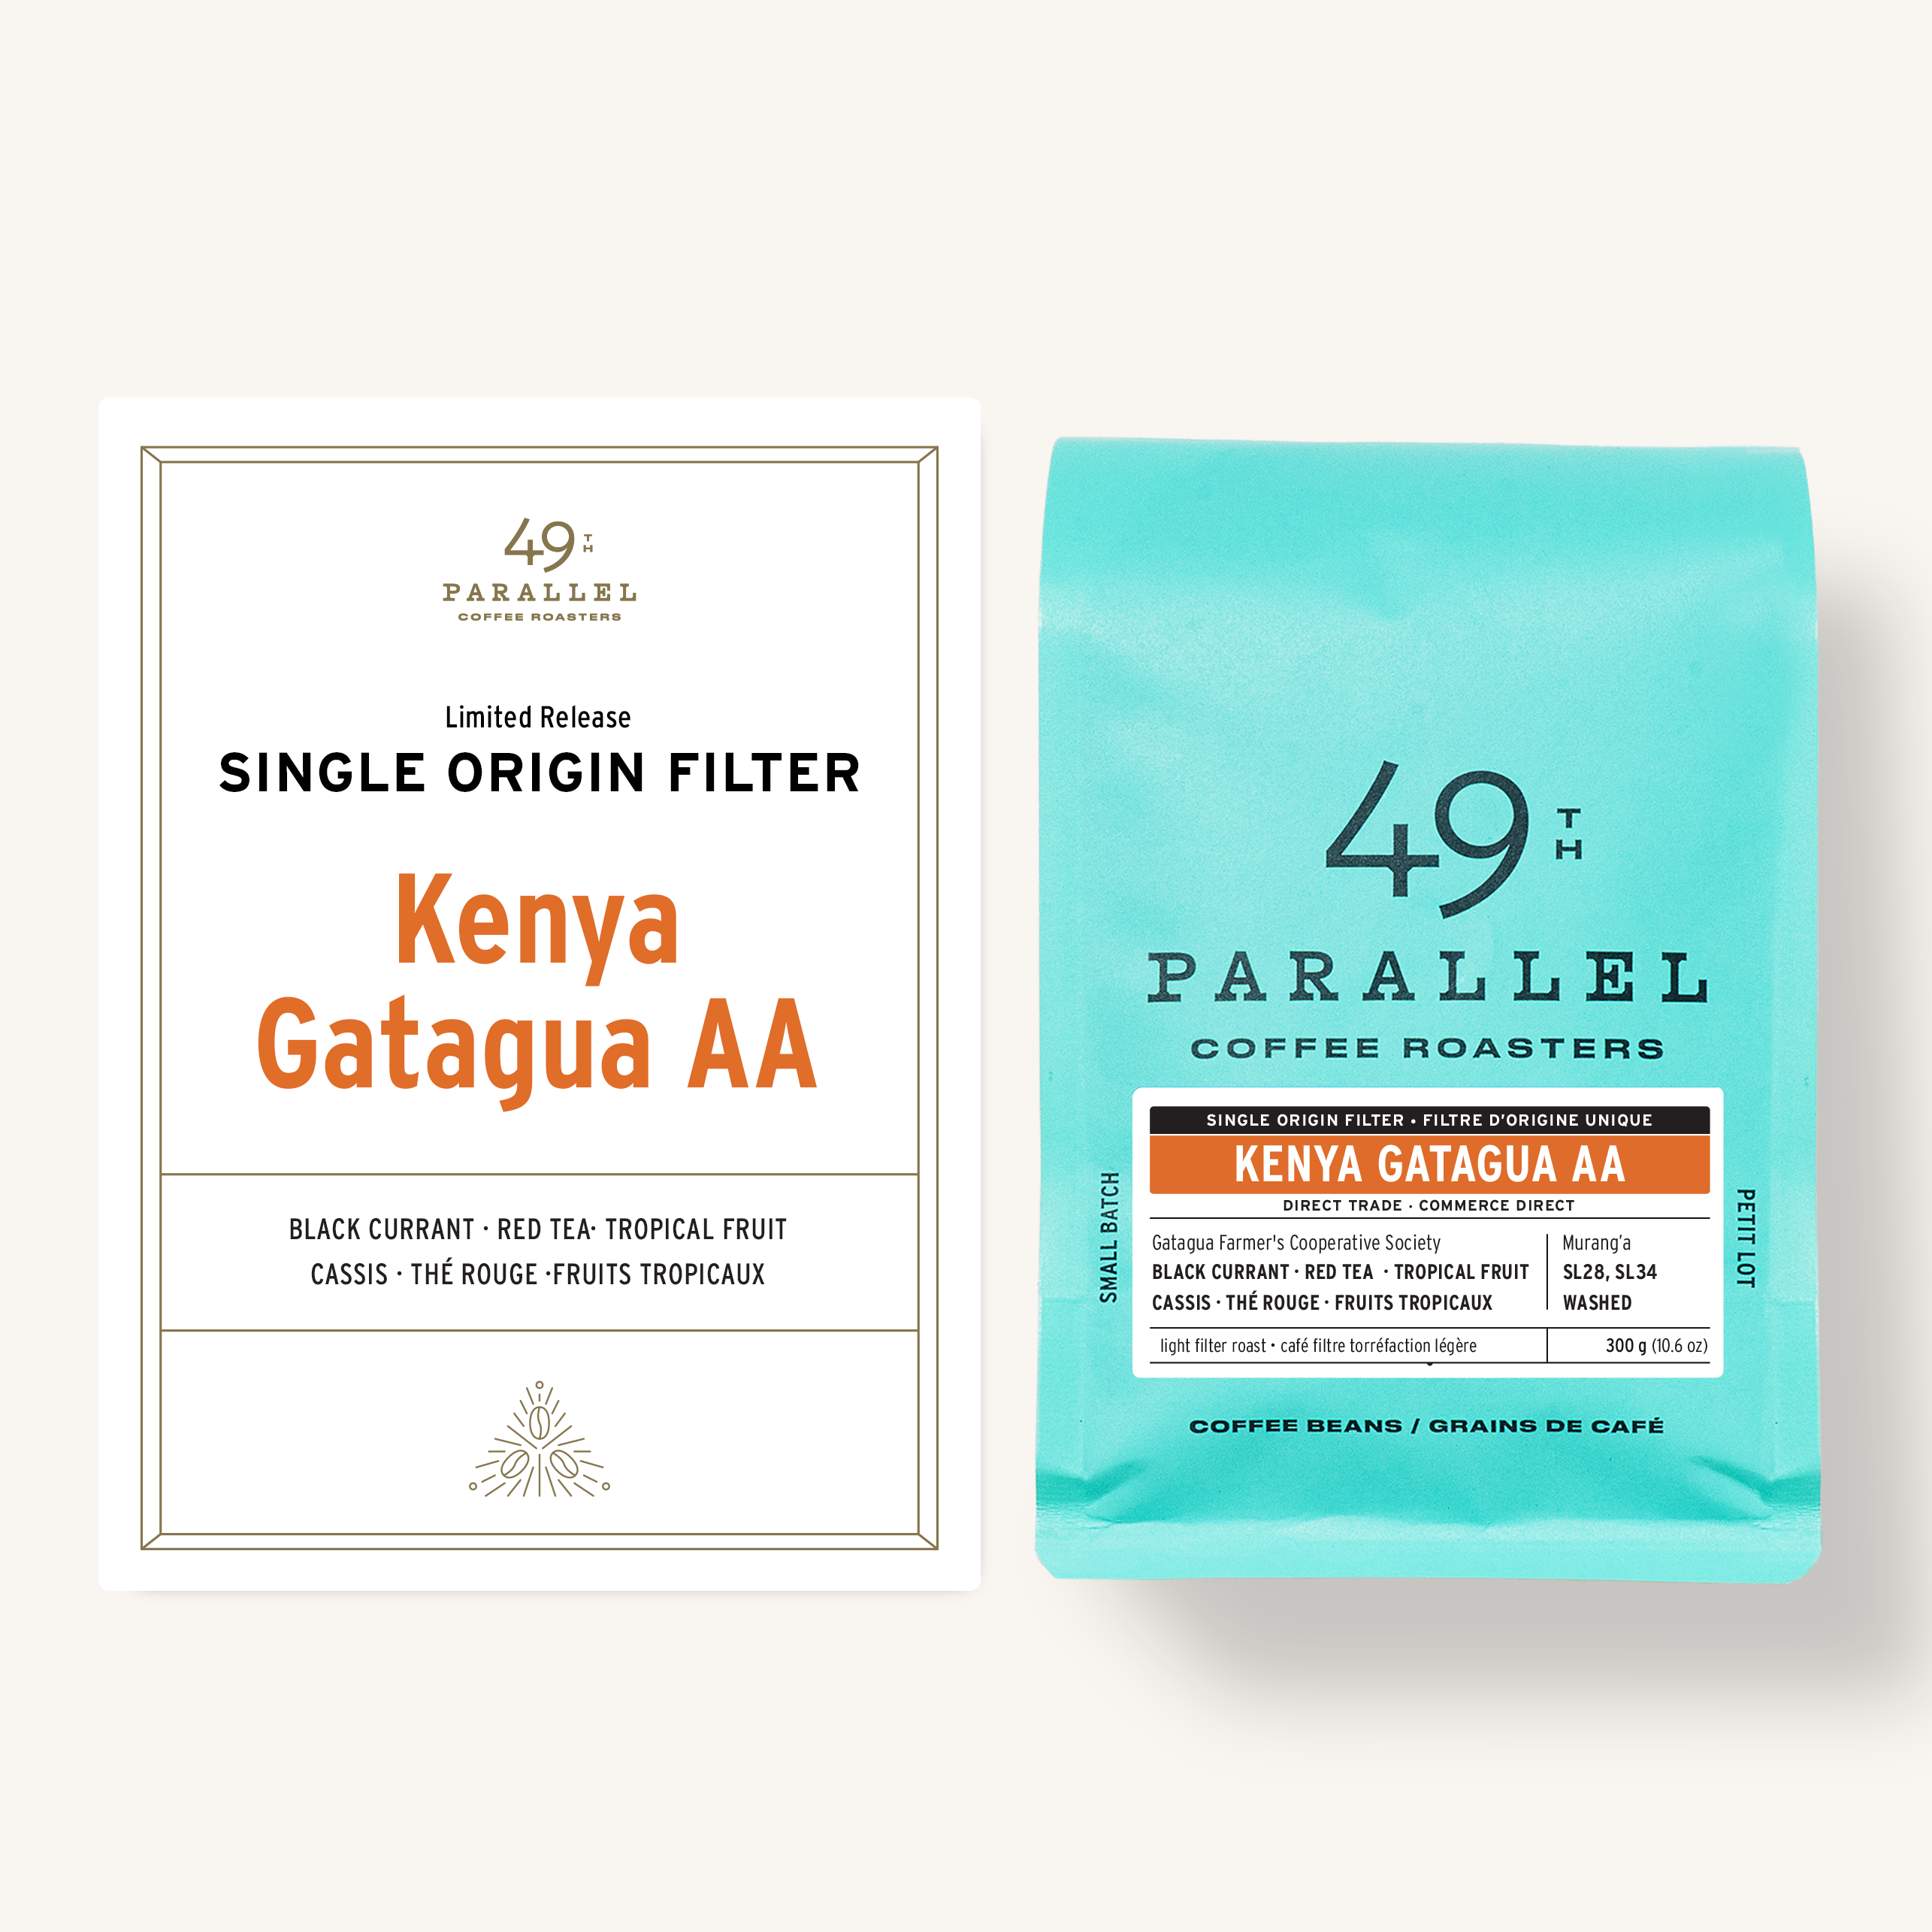 49TH
PARALLEL
COFFEE ROASTERS
Limited Release
SINGLE ORIGIN FILTER
Kenya
Gatagua AA
BLACK CURRANT · RED TEA· TROPICAL FRUIT
CASSIS · THÉ ROUGE ·FRUITS TROPICAUX
49TH
PARALLEL
COFFEE ROASTERS
SINGLE ORIGIN FILTER • FILTRE D'ORIGINE UNIQUE
KENYA GATAGUA AA
DIRECT TRADE · COMMERCE DIRECT
SMALL BATCH
Gatagua Farmer's Cooperative Society
BLACK CURRANT · RED TEA · TROPICAL FRUIT
CASSIS · THÉ ROUGE · FRUITS TROPICAUX
Murang'a
SL28, SL34
WASHED
PETIT LOT
light filter roast • café filtre torréfaction légère
300 g (10.6 oz)
COFFEE BEANS / GRAINS DE CAFÉ